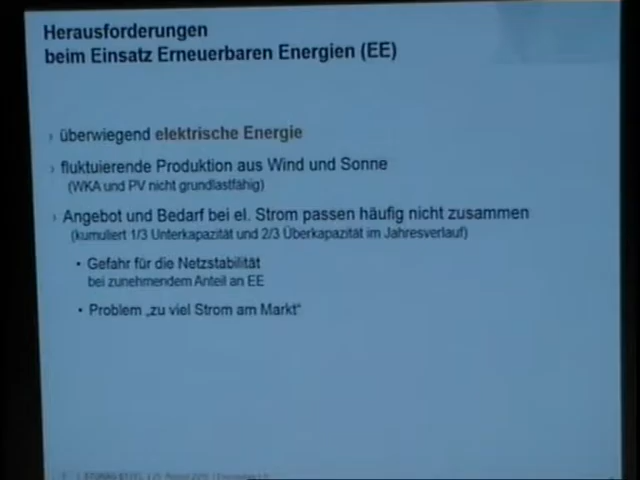 Herausforderungen
beim Einsatz Erneuerbaren Energien (EE)
› überwiegend elektrische Energie
› fluktuierende Produktion aus Wind und Sonne
(WKA und PV nicht grundlastfähig)
› Angebot und Bedarf bei el. Strom passen häufig nicht zusammen
(kumuliert 1/3 Unterkapazität und 2/3 Überkapazität im Jahresverlauf)
• Gefahr für die Netzstabilität
bei zunehmendem Anteil an EE
• Problem „zu viel Strom am Markt“